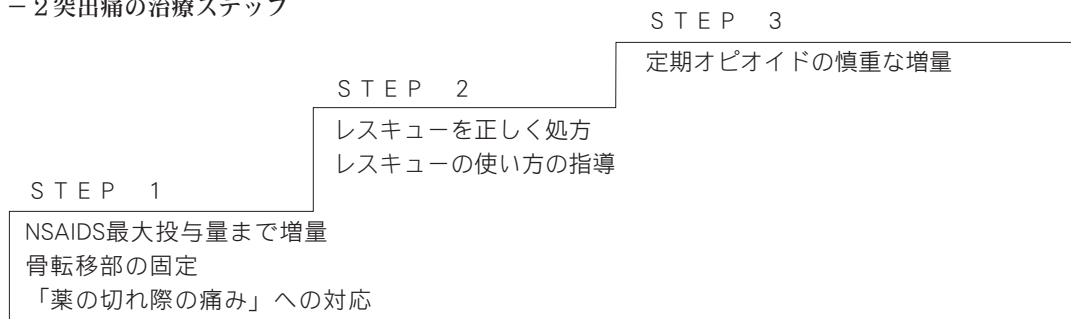 －２突出痛の治療ステップ
ＳＴＥＰ　３
定期オピオイドの慎重な増量
ＳＴＥＰ　２
レスキューを正しく処方
レスキューの使い方の指導
ＳＴＥＰ　１
NSAIDS最大投与量まで増量
骨転移部の固定
「薬の切れ際の痛み」への対応